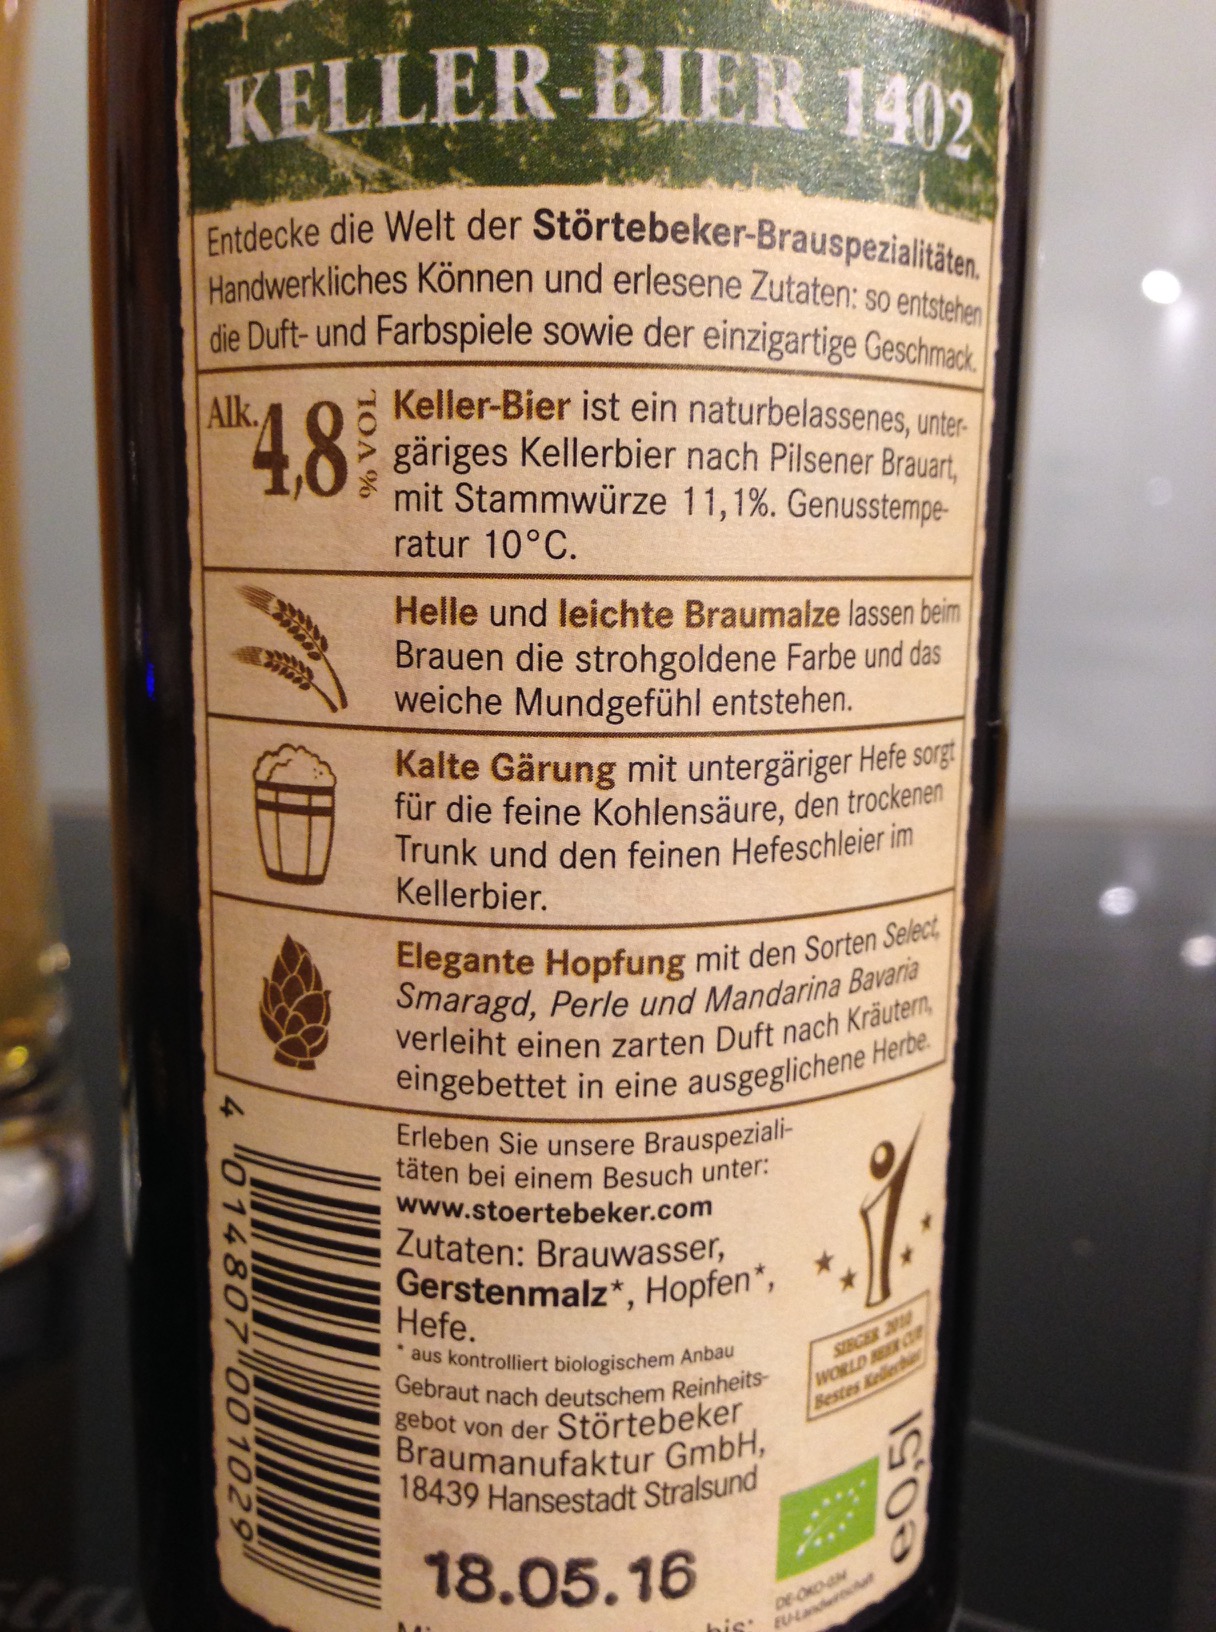 KELLER-BIER 1402
Entdecke die Welt der Störtebeker-Brauspezialitäten.
Handwerkliches Können und erlesene Zutaten: so entstehen
die Duft- und Farbspiele sowie der einzigartige Geschmack.
Alk. 4,8 % VOL
Keller-Bier ist ein naturbelassenes, unter-
gäriges Kellerbier nach Pilsener Brauart,
mit Stammwürze 11,1%. Genusstempe-
ratur 10°C.
Helle und leichte Braumalze lassen beim
Brauen die strohgoldene Farbe und das
weiche Mundgefühl entstehen.
Kalte Gärung mit untergäriger Hefe sorgt
für die feine Kohlensäure, den trockenen
Trunk und den feinen Hefeschleier im
Kellerbier.
Elegante Hopfung mit den Sorten Select,
Smaragd, Perle und Mandarina Bavaria
verleiht einen zarten Duft nach Kräutern,
eingebettet in eine ausgeglichene Herbe.
4 014807 001029
Erleben Sie unsere Brauspeziali-
täten bei einem Besuch unter:
www.stoertebeker.com
Zutaten: Brauwasser,
Gerstenmalz*, Hopfen*,
Hefe.
* aus kontrolliert biologischem Anbau
Gebraut nach deutschem Reinheits-
gebot von der Störtebeker
Braumanufaktur GmbH,
18439 Hansestadt Stralsund
18.05.16
bis:
SIEGER 2010
WORLD BEER CUP
Bestes Kellerbier
e0,5l
DE-ÖKO-034
EU-Landwirtschaft